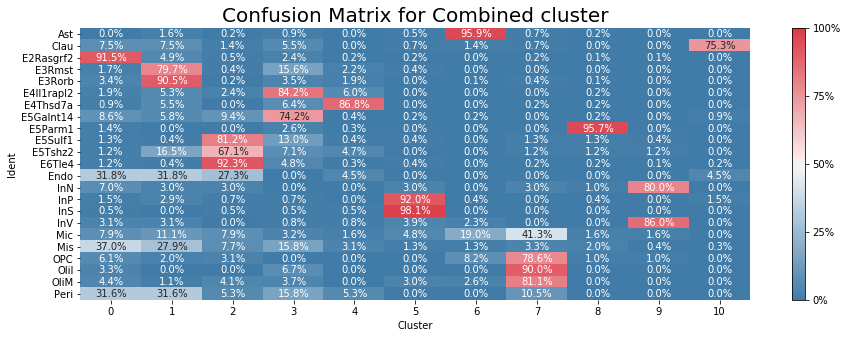 Confusion Matrix for Combined cluster
Ast 0.0% 1.6% 0.2% 0.9% 0.0% 0.5% 95.9% 0.7% 0.2% 0.0% 0.0%
Clau 7.5% 7.5% 1.4% 5.5% 0.0% 0.7% 1.4% 0.7% 0.0% 0.0% 75.3%
E2Rasgrf2 91.5% 4.9% 0.5% 2.4% 0.2% 0.2% 0.0% 0.2% 0.1% 0.1% 0.0%
E3Rmst 1.7% 79.7% 0.4% 15.6% 2.2% 0.4% 0.0% 0.0% 0.0% 0.0% 0.0%
E3Rorb 3.4% 90.5% 0.2% 3.5% 1.9% 0.0% 0.1% 0.4% 0.1% 0.0% 0.0%
E4Il1rapl2 1.9% 5.3% 2.4% 84.2% 6.0% 0.0% 0.0% 0.2% 0.0% 0.0% 0.0%
E4Thsd7a 0.9% 5.5% 0.0% 6.4% 86.8% 0.0% 0.0% 0.2% 0.2% 0.0% 0.0%
E5Galnt14 8.6% 5.8% 9.4% 74.2% 0.4% 0.2% 0.2% 0.0% 0.2% 0.0% 0.9%
E5Parm1 1.4% 0.0% 0.0% 2.6% 0.3% 0.0% 0.0% 0.0% 95.7% 0.0% 0.0%
E5Sulf1 1.3% 0.4% 81.2% 13.0% 0.4% 0.0% 0.0% 1.3% 1.3% 0.4% 0.0%
E5Tshz2 1.2% 16.5% 67.1% 7.1% 4.7% 0.0% 0.0% 1.2% 1.2% 1.2% 0.0%
E6Tle4 1.2% 0.4% 92.3% 4.8% 0.3% 0.4% 0.0% 0.2% 0.2% 0.1% 0.2%
Endo 31.8% 31.8% 27.3% 0.0% 4.5% 0.0% 0.0% 0.0% 0.0% 0.0% 4.5%
InN 7.0% 3.0% 3.0% 0.0% 0.0% 3.0% 0.0% 3.0% 1.0% 80.0% 0.0%
InP 1.5% 2.9% 0.7% 0.7% 0.0% 92.0% 0.4% 0.0% 0.4% 0.0% 1.5%
InS 0.5% 0.0% 0.5% 0.5% 0.5% 98.1% 0.0% 0.0% 0.0% 0.0% 0.0%
InV 3.1% 3.1% 0.0% 0.8% 0.8% 3.9% 2.3% 0.0% 0.0% 86.0% 0.0%
Mic 7.9% 11.1% 7.9% 3.2% 1.6% 4.8% 19.0% 41.3% 1.6% 1.6% 0.0%
Mis 37.0% 27.9% 7.7% 15.8% 3.1% 1.3% 1.3% 3.3% 2.0% 0.4% 0.3%
OPC 6.1% 2.0% 3.1% 0.0% 0.0% 0.0% 8.2% 78.6% 1.0% 1.0% 0.0%
OliI 3.3% 0.0% 0.0% 6.7% 0.0% 0.0% 0.0% 90.0% 0.0% 0.0% 0.0%
OliM 4.4% 1.1% 4.1% 3.7% 0.0% 3.0% 2.6% 81.1% 0.0% 0.0% 0.0%
Peri 31.6% 31.6% 5.3% 15.8% 5.3% 0.0% 0.0% 10.5% 0.0% 0.0% 0.0%
0 1 2 3 4 5 6 7 8 9 10
Cluster
Ident
100%
75%
50%
25%
0%